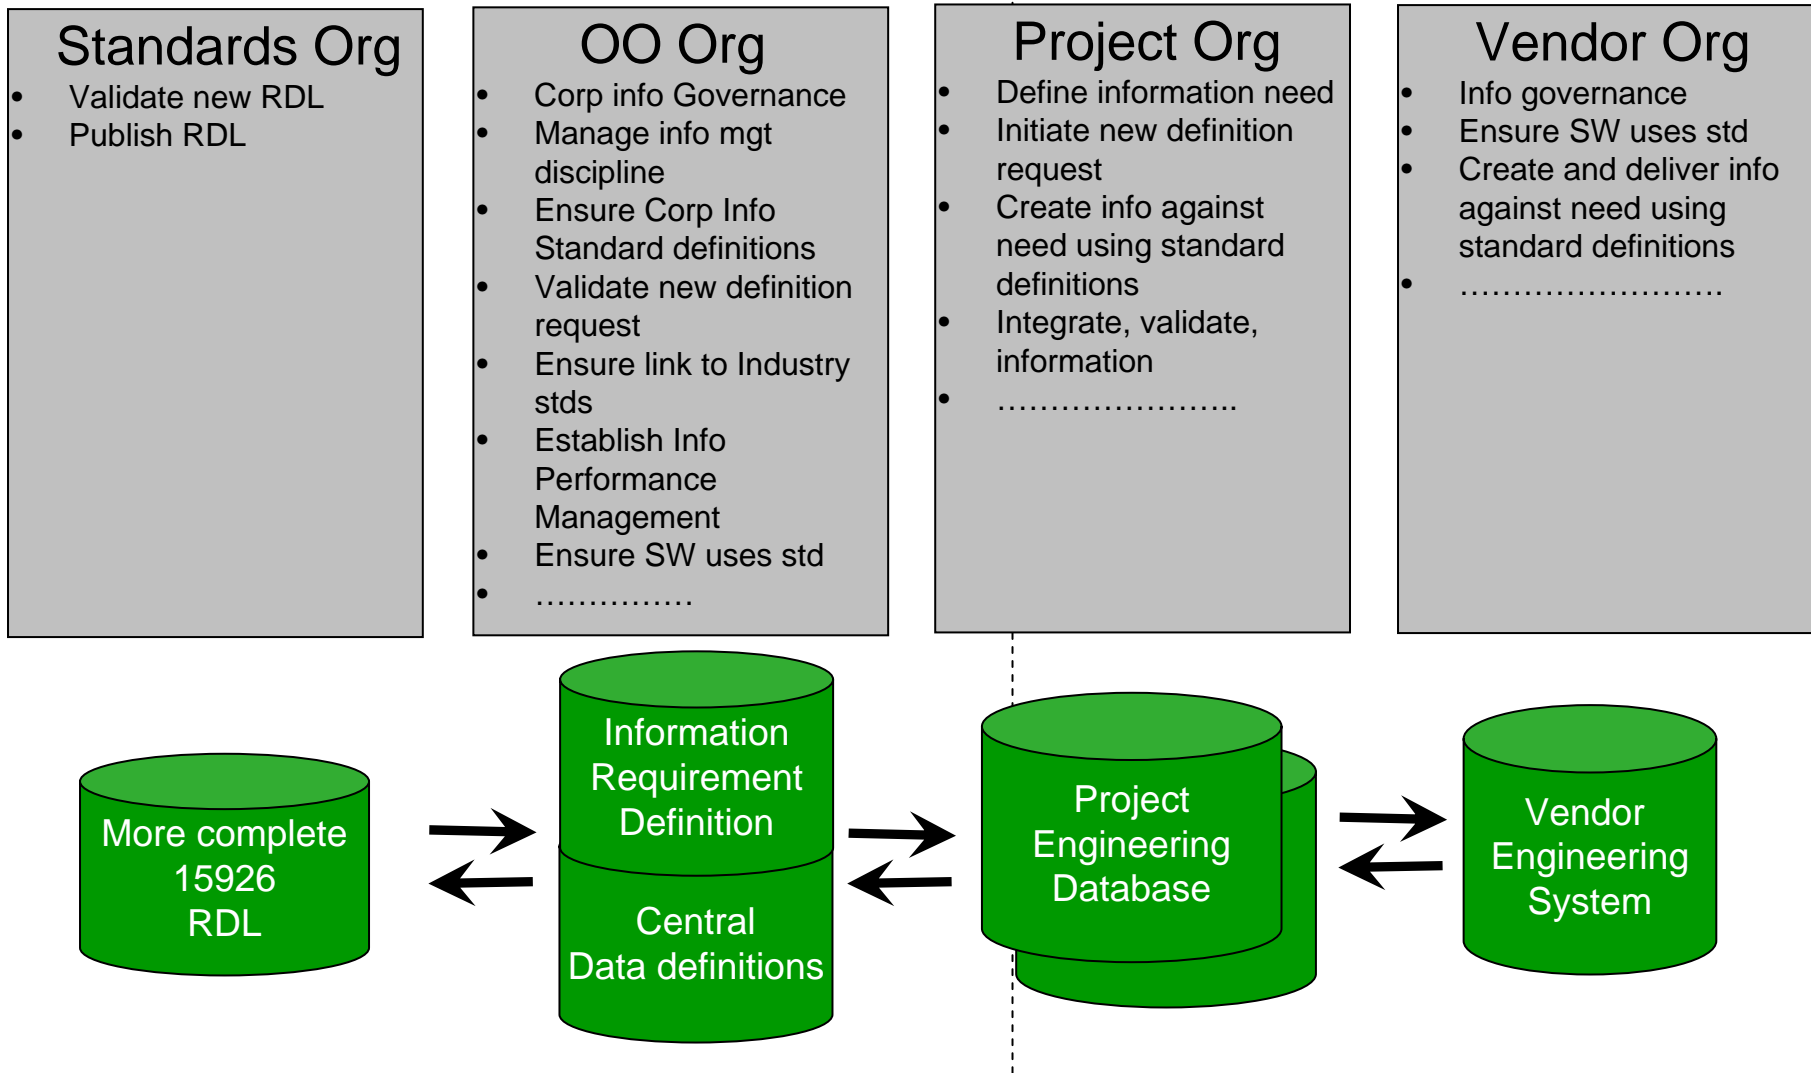 Standards Org
• Validate new RDL
• Publish RDL
OO Org
• Corp info Governance
• Manage info mgt
discipline
• Ensure Corp Info
Standard definitions
• Validate new definition
request
• Ensure link to Industry
stds
• Establish Info
Performance
Management
• Ensure SW uses std
• ……………
Project Org
• Define information need
• Initiate new definition
request
• Create info against
need using standard
definitions
• Integrate, validate,
information
• …………………..
Vendor Org
• Info governance
• Ensure SW uses std
• Create and deliver info
against need using
standard definitions
• …………………….
More complete
15926
RDL
Information
Requirement
Definition
Central
Data definitions
Project
Engineering
Database
Vendor
Engineering
System